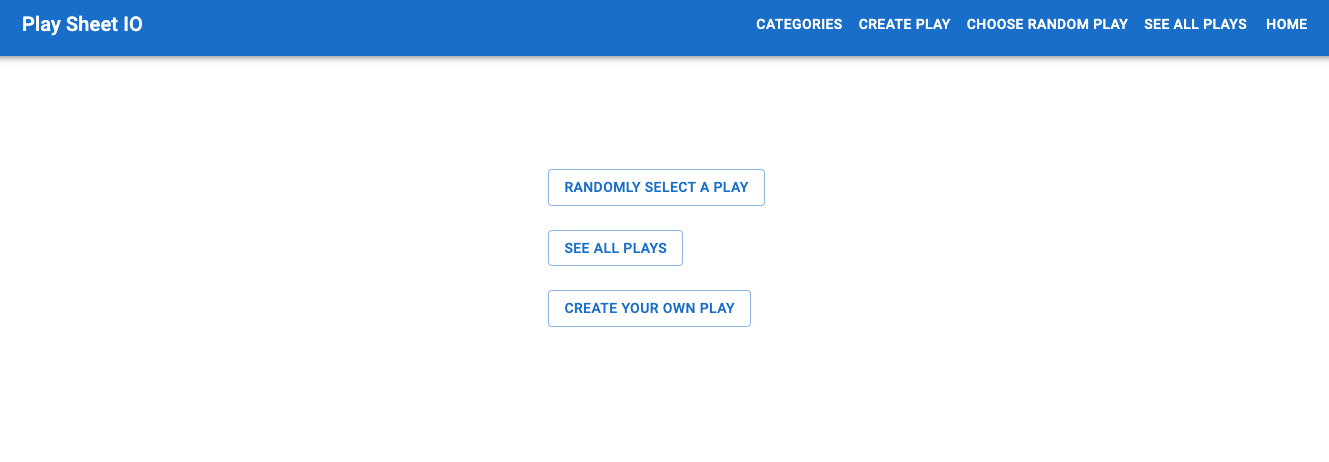 Play Sheet IO CATEGORIES CREATE PLAY CHOOSE RANDOM PLAY SEE ALL PLAYS HOME
RANDOMLY SELECT A PLAY
SEE ALL PLAYS
CREATE YOUR OWN PLAY